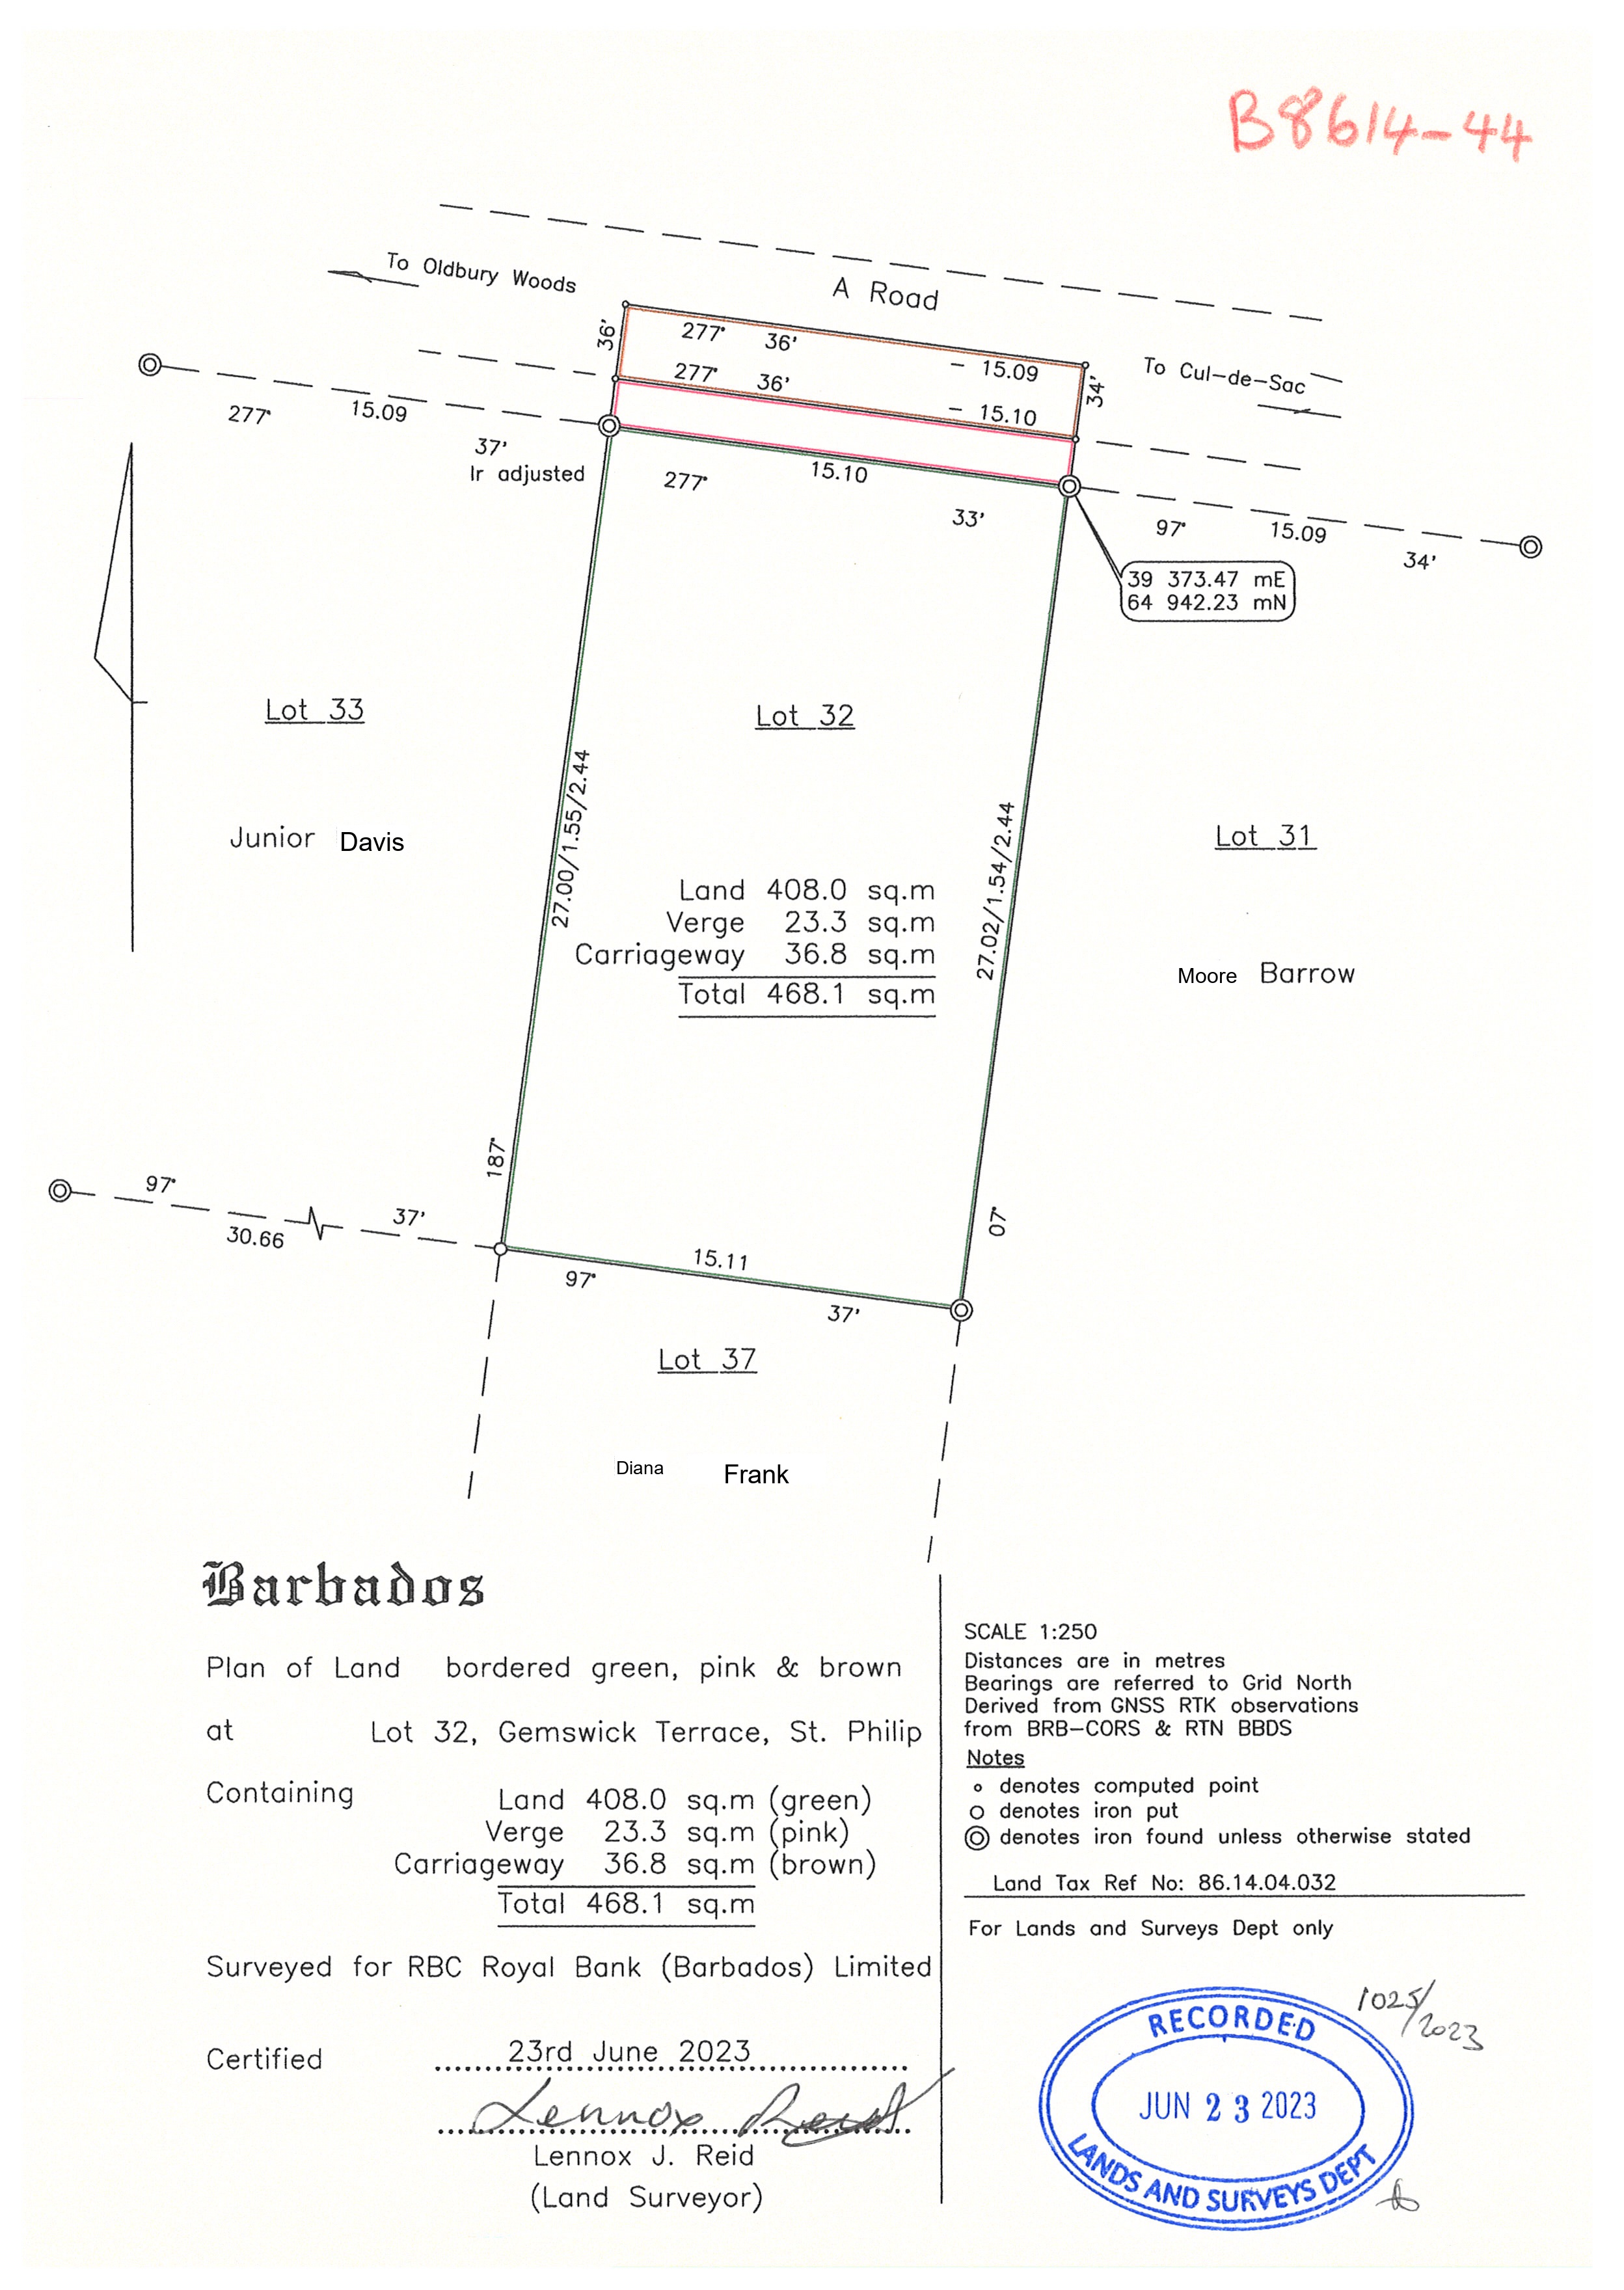 B8614-44
To Oldbury Woods
A Road
To Cul-de-Sac
36'
277° 36' - 15.09
34'
277° 36' - 15.10
277° 15.09 37'
Ir adjusted
277° 15.10 33'
97° 15.09 34'
39 373.47 mE
64 942.23 mN
Lot 33
Lot 32
Lot 31
Junior Davis
27.00/1.55/2.44
27.02/1.54/2.44
Land 408.0 sq.m
Verge 23.3 sq.m
Carriageway 36.8 sq.m
Total 468.1 sq.m
Moore Barrow
187°
07°
97° 30.66 37'
97° 15.11 37'
Lot 37
Diana Frank
Barbados
Plan of Land bordered green, pink & brown
at Lot 32, Gemswick Terrace, St. Philip
Containing Land 408.0 sq.m (green)
Verge 23.3 sq.m (pink)
Carriageway 36.8 sq.m (brown)
Total 468.1 sq.m
Surveyed for RBC Royal Bank (Barbados) Limited
Certified 23rd June 2023
Lennox Reid
Lennox J. Reid
(Land Surveyor)
SCALE 1:250
Distances are in metres
Bearings are referred to Grid North
Derived from GNSS RTK observations
from BRB-CORS & RTN BBDS
Notes
denotes computed point
denotes iron put
denotes iron found unless otherwise stated
Land Tax Ref No: 86.14.04.032
For Lands and Surveys Dept only
1025/2023
RECORDED
JUN 23 2023
LANDS AND SURVEYS DEPT